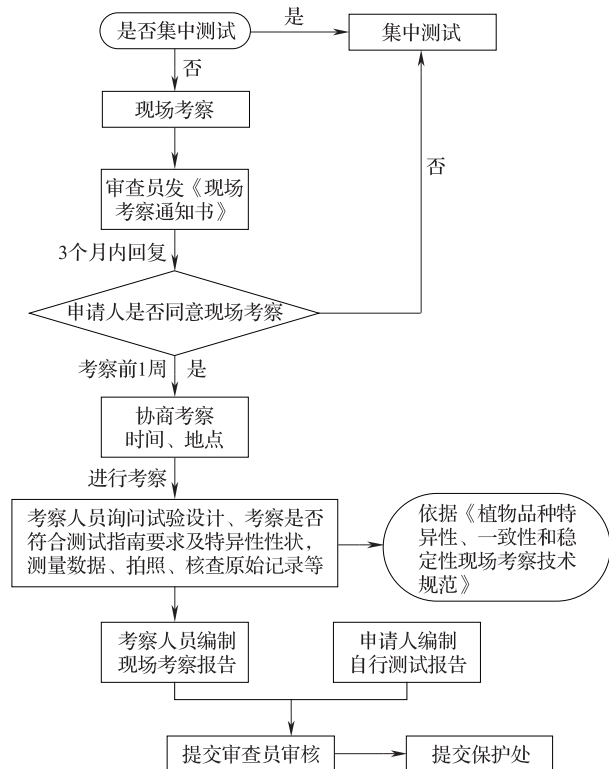 是否集中测试
是
集中测试
否
现场考察
否
审查员发《现场
考察通知书》
3个月内回复
申请人是否同意现场考察
考察前1周
是
协商考察
时间、地点
进行考察
考察人员询问试验设计、考察是否
符合测试指南要求及特异性性状，
测量数据、拍照、核查原始记录等
依据《植物品种特
异性、一致性和稳
定性现场考察技术
规范》
考察人员编制
现场考察报告
申请人编制
自行测试报告
提交审查员审核
提交保护处